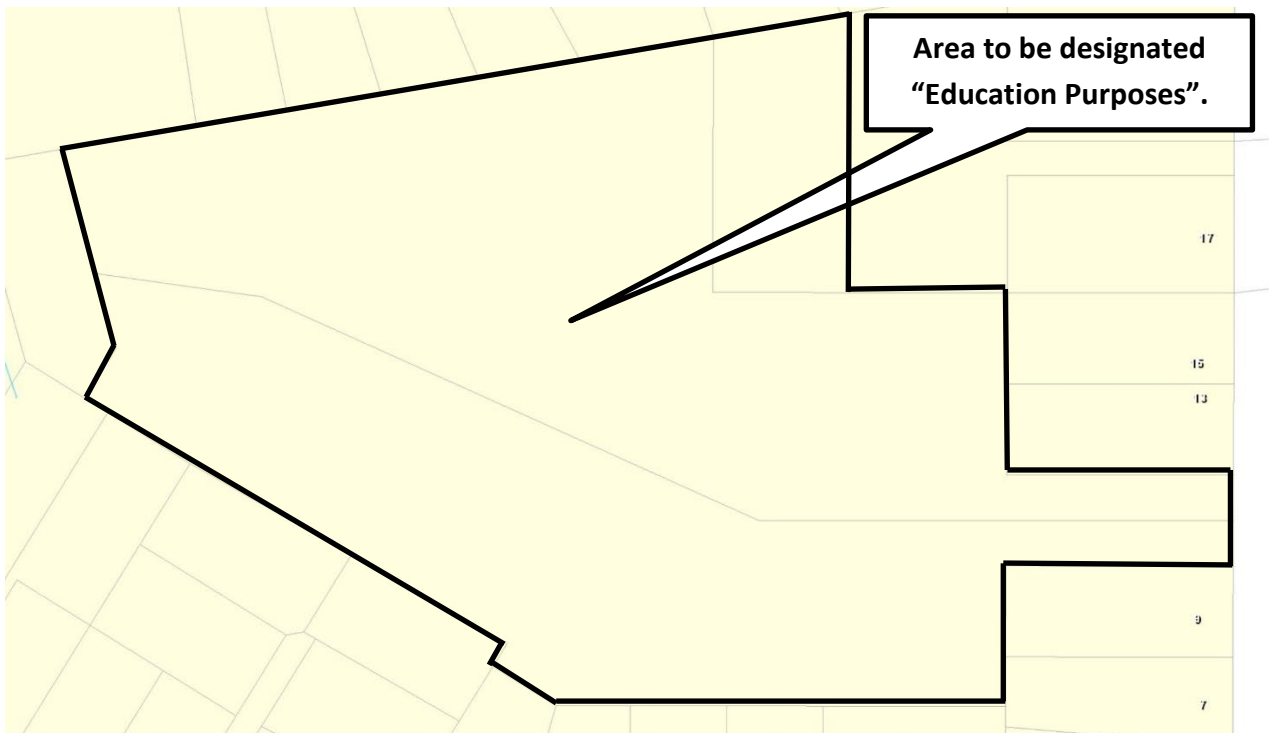 Area to be designated
“Education Purposes”.
17
15
13
9
7